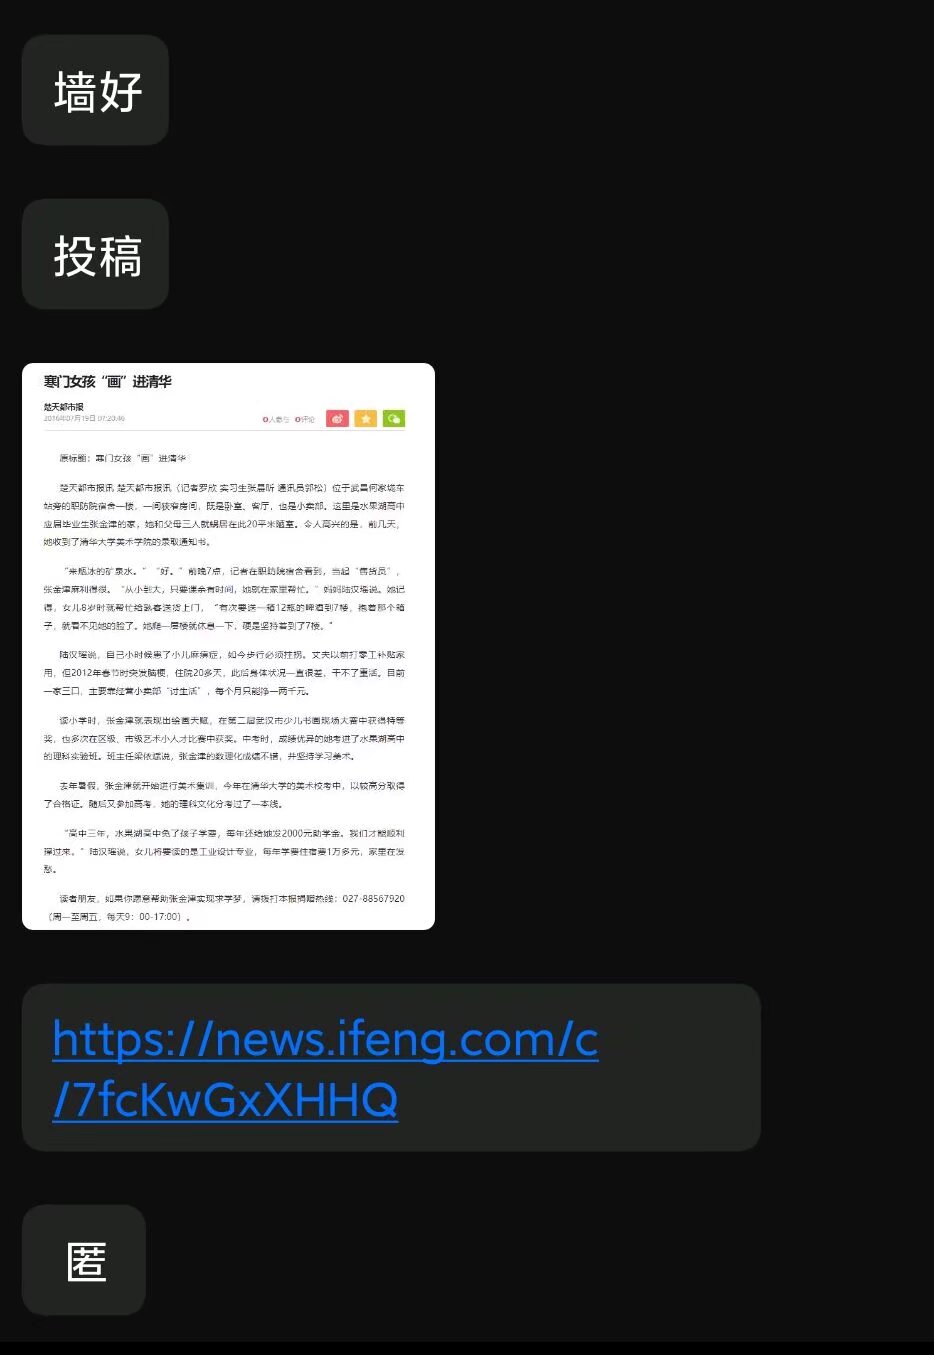 墙好
投稿
寒门女孩“画”进清华
楚天都市报
2016年07月19日 07:20:46
0人参与 0评论
原标题：寒门女孩“画”进清华
楚天都市报讯 楚天都市报讯（记者罗欣 实习生张晨昕 通讯员郭松）位于武昌何家垅车
站旁的职防院宿舍一楼，一间狭窄房间，既是卧室、客厅，也是小卖部。这里是水果湖高中
应届毕业生张金津的家，她和父母三人就蜗居在此20平米陋室。令人高兴的是，前几天，
她收到了清华大学美术学院的录取通知书。
“来瓶冰的矿泉水。”“好。”前晚7点，记者在职防院宿舍看到，当起“售货员”，
张金津麻利得很。“从小到大，只要课余有时间，她就在家里帮忙。”妈妈陆汉瑶说。她记
得，女儿8岁时就帮忙给熟客送货上门，“有次要送一箱12瓶的啤酒到7楼，抱着那个箱
子，就看不见她的脸了。她爬一层楼就休息一下，硬是坚持着到了7楼。”
陆汉瑶说，自己小时候患了小儿麻痹症，如今步行必须拄拐。丈夫以前打零工补贴家
用，但2012年春节时突发脑梗，住院20多天，此后身体状况一直很差，干不了重活。目前
一家三口，主要靠经营小卖部“讨生活”，每个月只能挣一两千元。
读小学时，张金津就表现出绘画天赋，在第二届武汉市少儿书画现场大赛中获得特等
奖，也多次在区级、市级艺术小人才比赛中获奖。中考时，成绩优异的她考进了水果湖高中
的理科实验班。班主任梁依斌说，张金津的数理化成绩不错，并坚持学习美术。
去年暑假，张金津就开始进行美术集训，今年在清华大学的美术校考中，以较高分取得
了合格证。随后又参加高考，她的理科文化分考过了一本线。
“高中三年，水果湖高中免了孩子学费，每年还给她发2000元助学金。我们才能顺利
撑过来。”陆汉瑶说，女儿将要读的是工业设计专业，每年学费住宿费1万多元，家里在发
愁。
读者朋友，如果你愿意帮助张金津实现求学梦，请拨打本报捐赠热线：027-88567920
（周一至周五，每天9：00-17:00）。
https://news.ifeng.com/c
/7fcKwGxXHHQ
匿